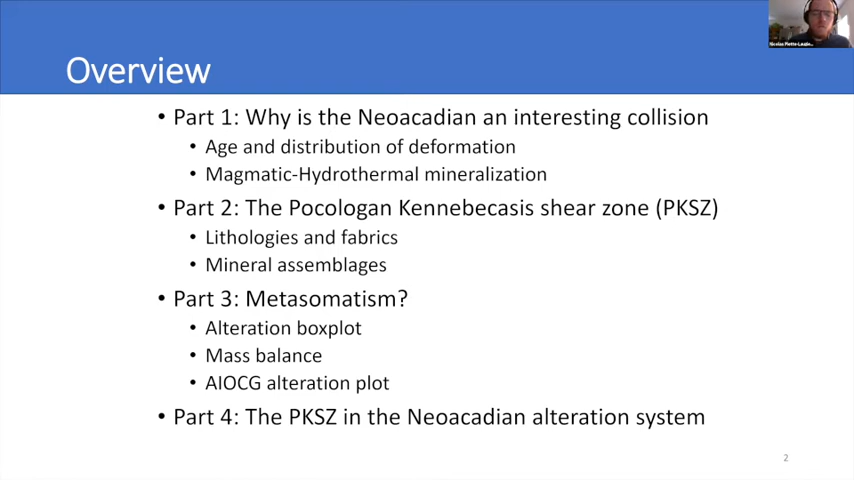 Overview
• Part 1: Why is the Neoacadian an interesting collision
• Age and distribution of deformation
• Magmatic-Hydrothermal mineralization
• Part 2: The Pocologan Kennebecasis shear zone (PKSZ)
• Lithologies and fabrics
• Mineral assemblages
• Part 3: Metasomatism?
• Alteration boxplot
• Mass balance
• AIOCG alteration plot
• Part 4: The PKSZ in the Neoacadian alteration system
2